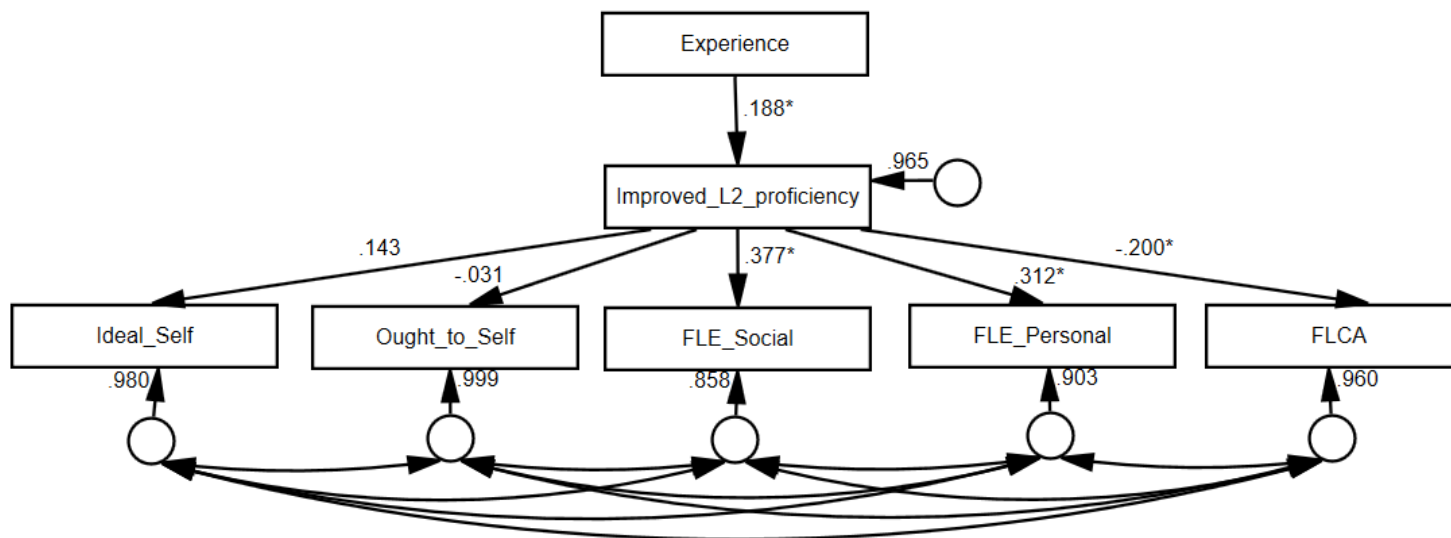 Experience
.188*
.965
Improved_L2_proficiency
.143
-.031
.377*
.312*
-.200*
Ideal_Self
Ought_to_Self
FLE_Social
FLE_Personal
FLCA
.980
.999
.858
.903
.960